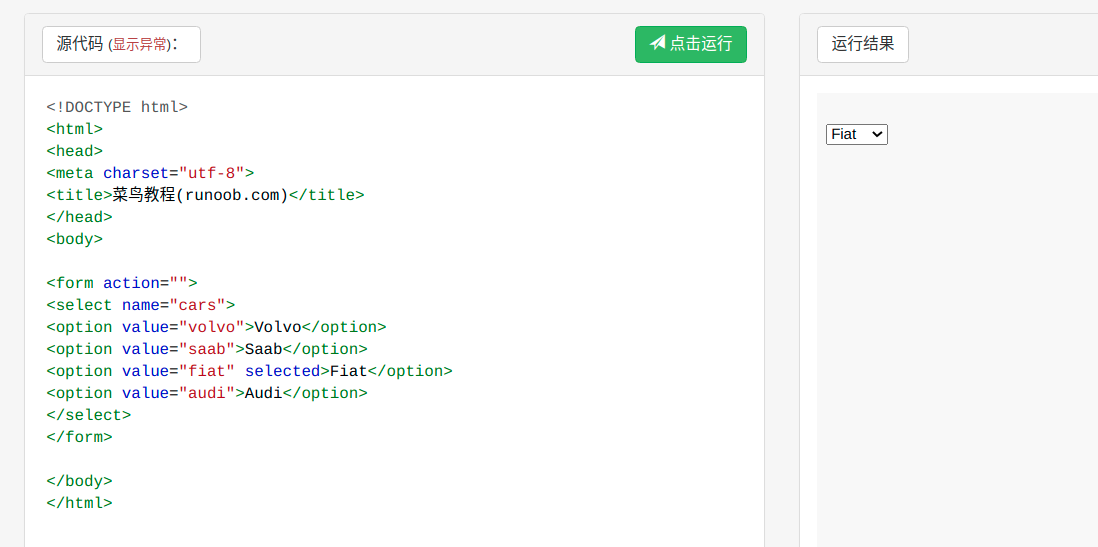 源代码 (显示异常)：
点击运行
<!DOCTYPE html>
<html>
<head>
<meta charset="utf-8">
<title>菜鸟教程(runoob.com)</title>
</head>
<body>
<form action="">
<select name="cars">
<option value="volvo">Volvo</option>
<option value="saab">Saab</option>
<option value="fiat" selected>Fiat</option>
<option value="audi">Audi</option>
</select>
</form>
</body>
</html>
运行结果
Fiat